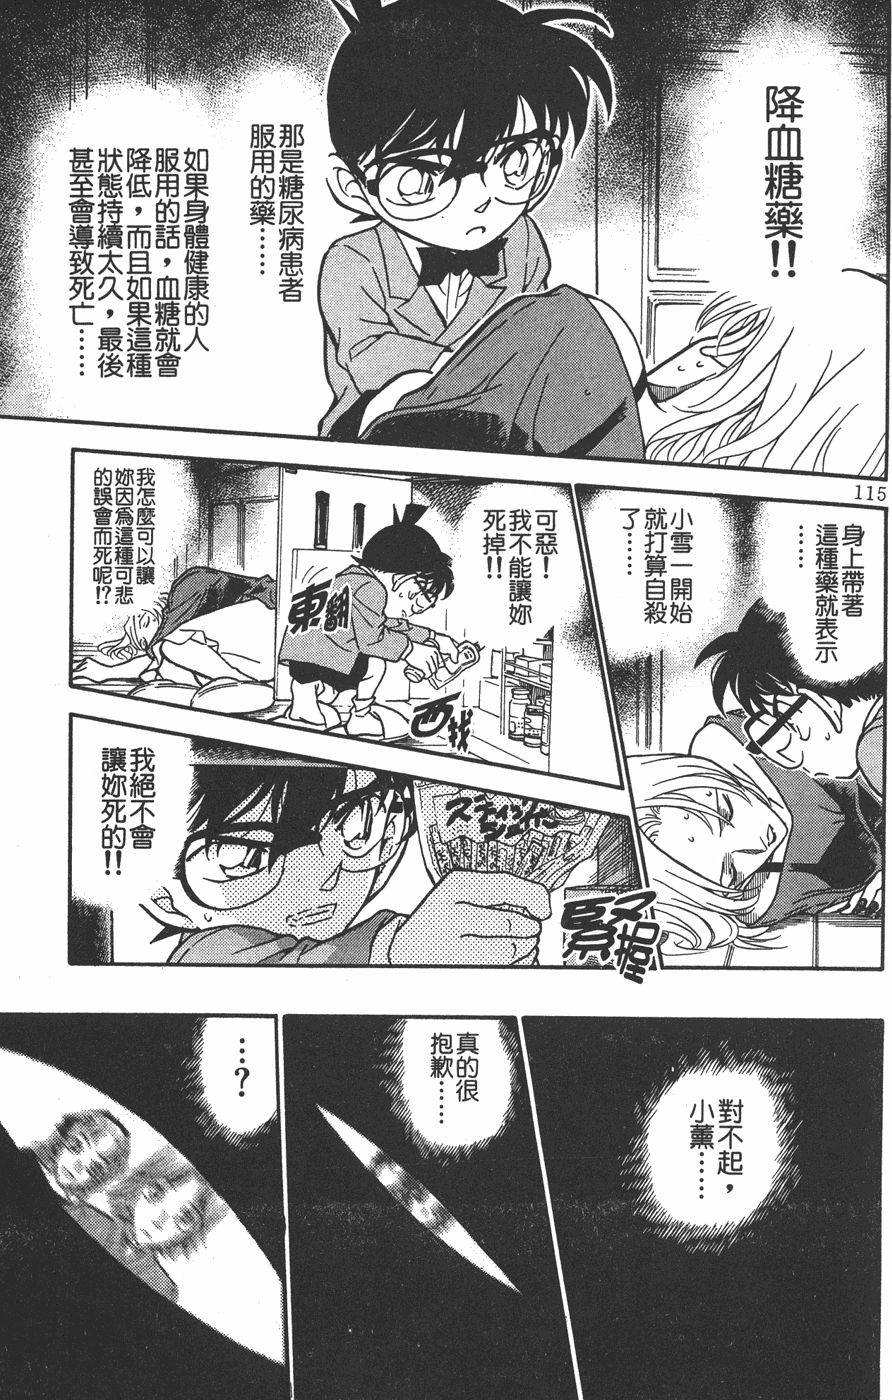 降血糖藥!!
那是糖尿病患者
服用的藥……
如果身體健康的人
服用的話，血糖就會
降低，而且如果這種
狀態持續太久，最後
甚至會導致死亡……
115
身上帶著
這種藥就表示
……
小雪一開始
就打算自殺
了……
可惡！
我不能讓妳
死掉!!
東翻
西找
我怎麼可以讓
妳因為這種可悲
的誤會而死呢!?
我絕不會
讓妳死的!!
緊握
對不起，
小薰……
真的很
抱歉……
…?